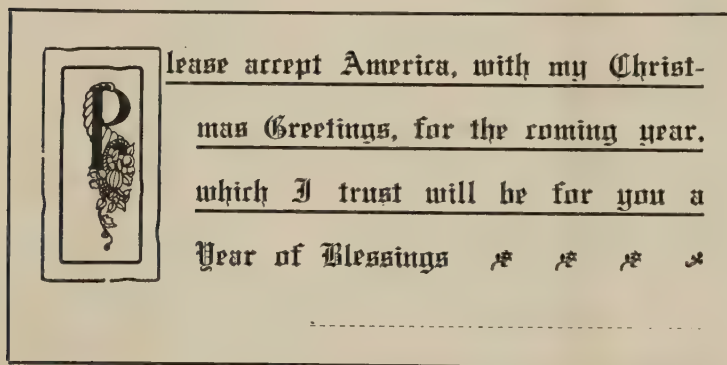 Please accept America, with my Christ-
mas Greetings, for the coming year,
which I trust will be for you a
Year of Blessings